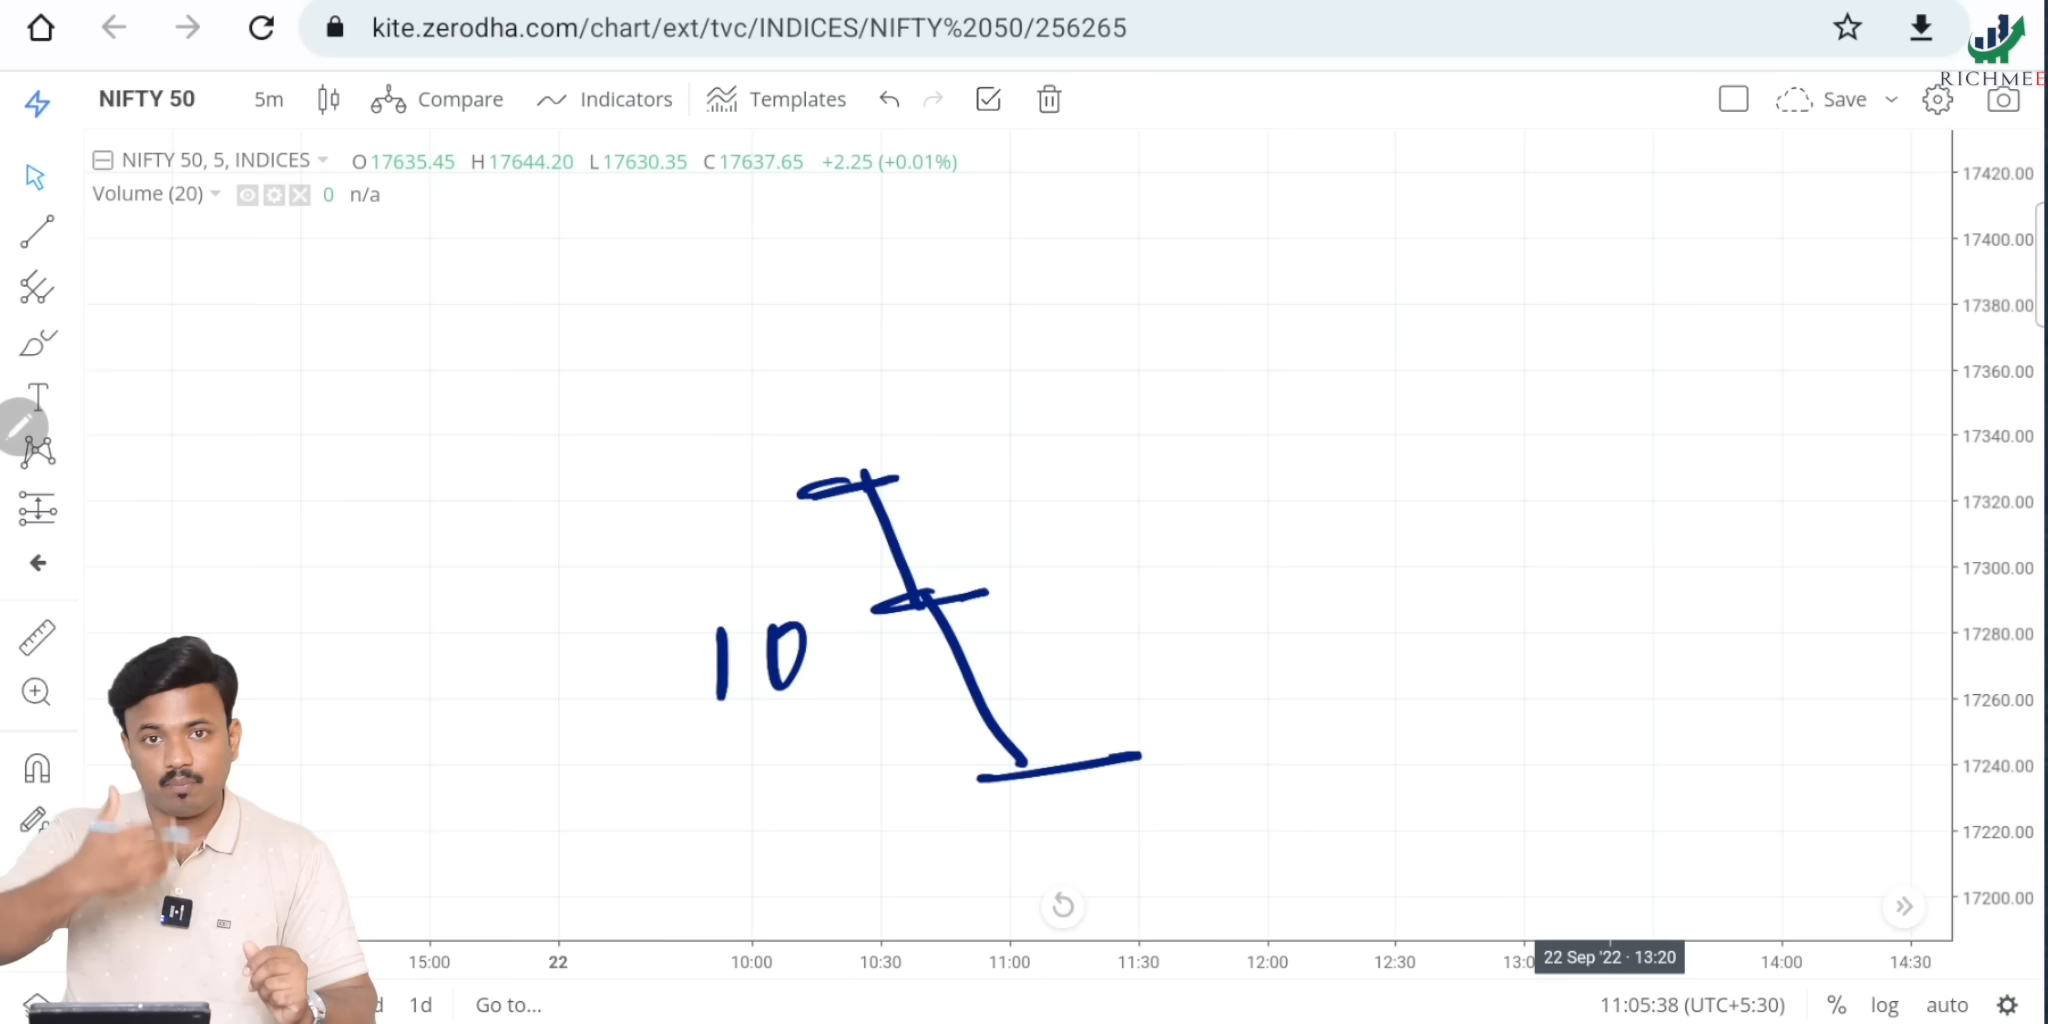 kite.zerodha.com/chart/ext/tvc/INDICES/NIFTY%2050/256265
RICHMEE
NIFTY 50 5m Compare Indicators Templates Save
NIFTY 50, 5, INDICES O 17635.45 H 17644.20 L 17630.35 C 17637.65 +2.25 (+0.01%)
Volume (20) 0 n/a
17420.00
17400.00
17380.00
17360.00
17340.00
17320.00
17300.00
17280.00
17260.00
17240.00
17220.00
17200.00
10
15:00 22 10:00 10:30 11:00 11:30 12:00 12:30 13:0 22 Sep '22 · 13:20 14:00 14:30
1d Go to... 11:05:38 (UTC+5:30) % log auto